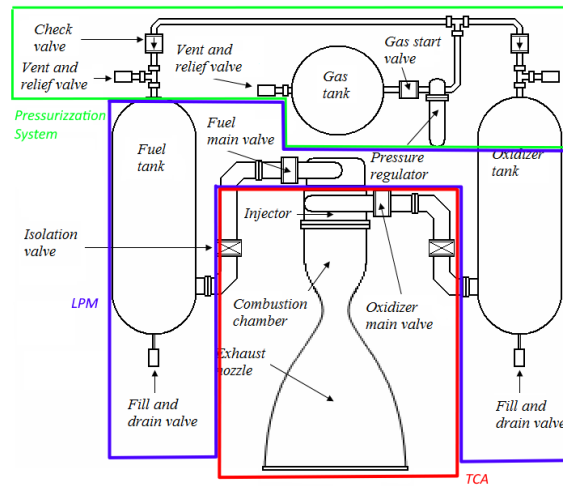 Check
valve
Vent and
relief valve
Vent and
relief valve
Gas start
valve
Gas
tank
Pressurizzation
System
Fuel
tank
Fuel
main valve
Pressure
regulator
Oxidizer
tank
Injector
Isolation
valve
LPM
Combustion
chamber
Oxidizer
main valve
Exhaust
nozzle
Fill and
drain valve
Fill and
drain valve
TCA